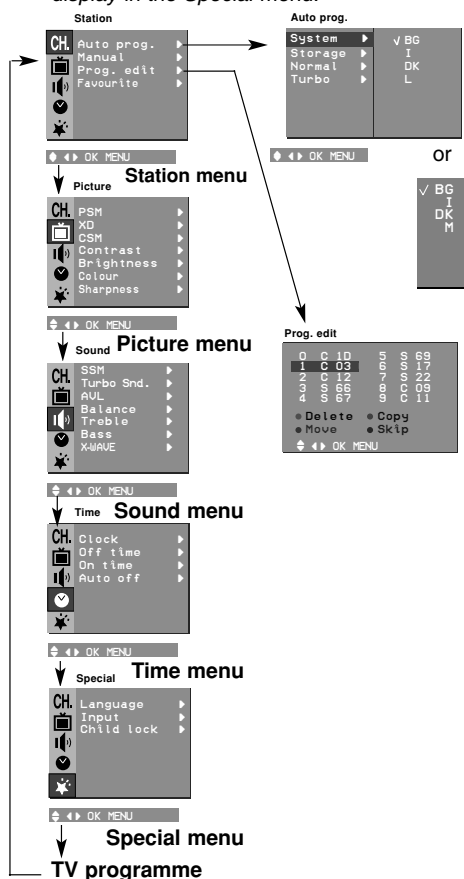 display in the Special menu.
Station
CH.
Auto prog.
Manual
Prog. edit
Favourite
OK MENU
Station menu
Auto prog.
System √ BG
Storage I
Normal DK
Turbo L
OK MENU
or
√ BG
I
DK
M
Picture
CH.
PSM
XD
CSM
Contrast
Brightness
Colour
Sharpness
OK MENU
Picture menu
Prog. edit
0 C 10 5 S 69
1 C 03 6 S 17
2 C 12 7 S 22
3 S 66 8 C 09
4 S 67 9 C 11
Delete Copy
Move Skip
OK MENU
Sound
CH.
SSM
Turbo Snd.
AVL
Balance
Treble
Bass
X-WAVE
OK MENU
Sound menu
Time
CH.
Clock
Off time
On time
Auto off
OK MENU
Time menu
Special
CH.
Language
Input
Child lock
OK MENU
Special menu
TV programme